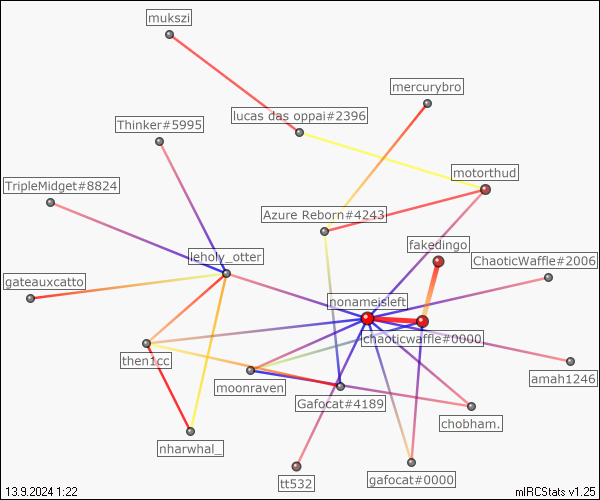 mukszi
mercurybro
lucas das oppai#2396
Thinker#5995
motorthud
TripleMidget#8824
Azure Reborn#4243
fakedingo
leholy_otter
ChaoticWaffle#2006
gateauxcatto
nonameisleft
chaoticwaffle#0000
then1cc
amah1246
moonraven
Gafocat#4189
chobham.
nharwhal_
gafocat#0000
tt532
13.9.2024 1:22
mIRCStats v1.25